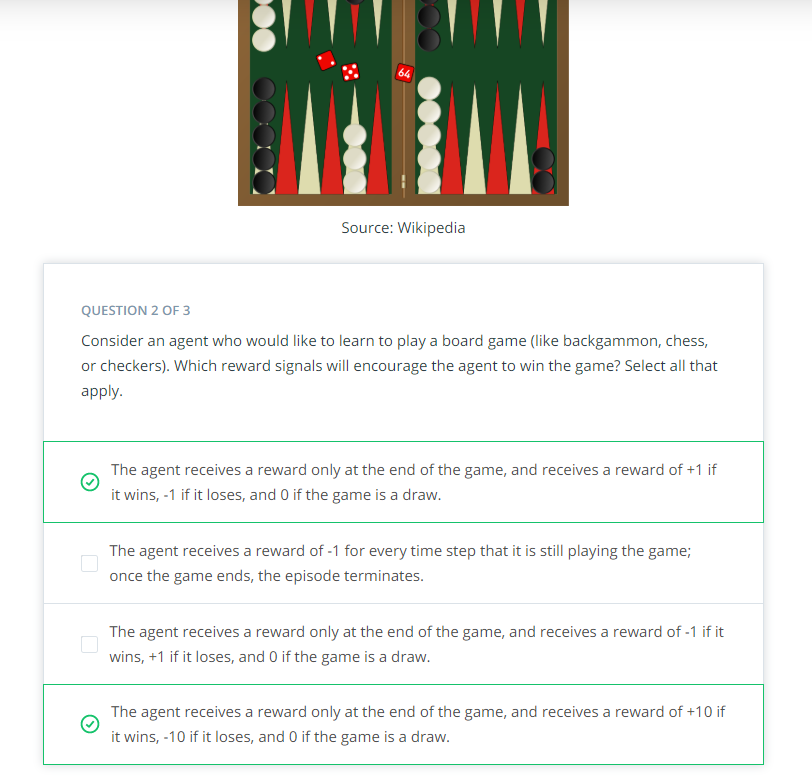 64
Source: Wikipedia
QUESTION 2 OF 3
Consider an agent who would like to learn to play a board game (like backgammon, chess,
or checkers). Which reward signals will encourage the agent to win the game? Select all that
apply.
The agent receives a reward only at the end of the game, and receives a reward of +1 if
it wins, -1 if it loses, and 0 if the game is a draw.
The agent receives a reward of -1 for every time step that it is still playing the game;
once the game ends, the episode terminates.
The agent receives a reward only at the end of the game, and receives a reward of -1 if it
wins, +1 if it loses, and 0 if the game is a draw.
The agent receives a reward only at the end of the game, and receives a reward of +10 if
it wins, -10 if it loses, and 0 if the game is a draw.